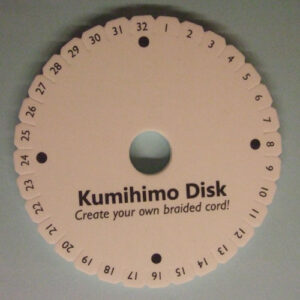 32 1 2 3 4 5 6 7 8 9 10 11 12 13 14 15 16 17 18 19 20 21 22 23 24 25 26 27 28 29 30 31
Kumihimo Disk
Create your own braided cord!